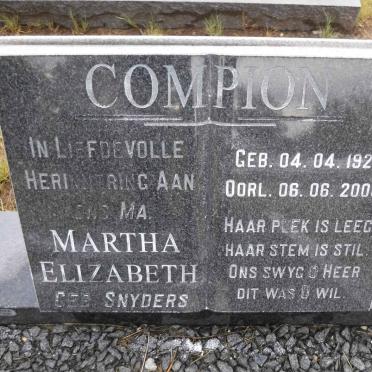 COMPION
IN LIEFDEVOLLE
HERINNERING AAN
ONS MA
MARTHA
ELIZABETH
GEB SNYDERS
GEB. 04. 04. 192
OORL. 06. 06. 200
HAAR PLEK IS LEEG
HAAR STEM IS STIL.
ONS SWYG O HEER
DIT WAS U WIL.